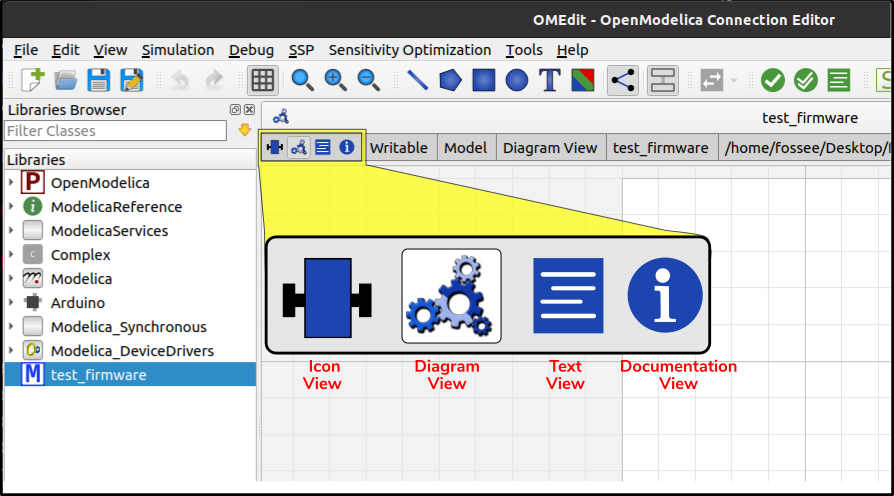 OMEdit - OpenModelica Connection Editor
File Edit View Simulation Debug SSP Sensitivity Optimization Tools Help
Libraries Browser
Filter Classes
Libraries
P OpenModelica
i ModelicaReference
ModelicaServices
C Complex
Modelica
Arduino
Modelica_Synchronous
Modelica_DeviceDrivers
M test_firmware
T
S
test_firmware
i Writable Model Diagram View test_firmware /home/fossee/Desktop/
i
Icon View
Diagram View
Text View
Documentation View